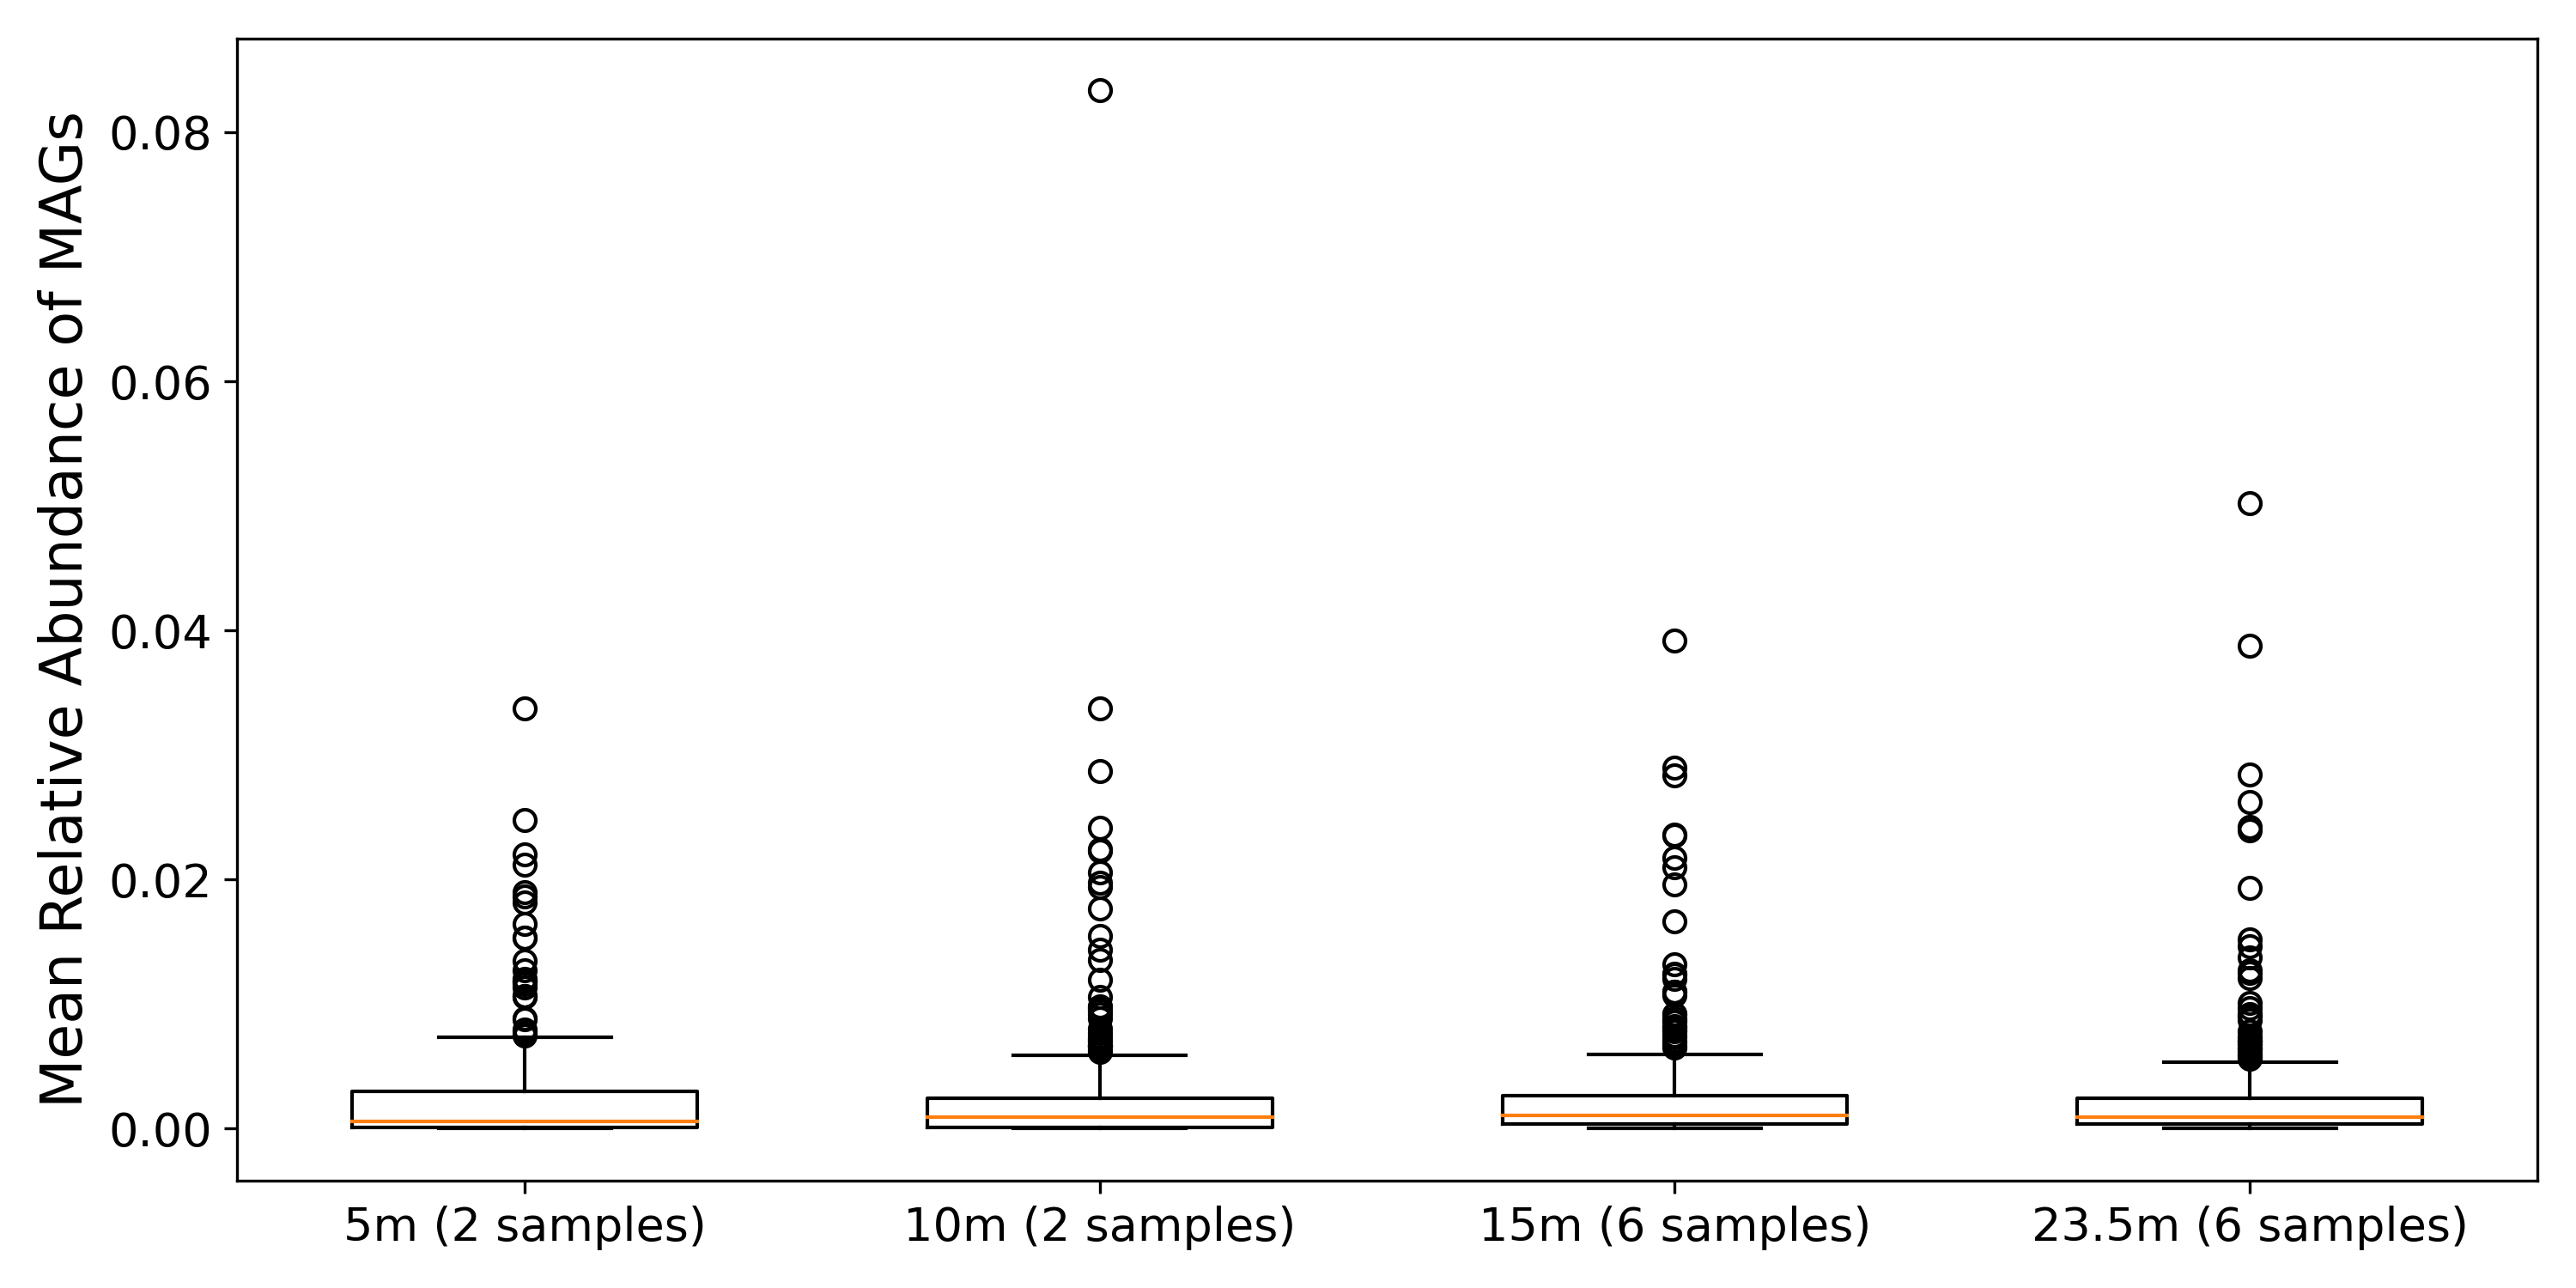 Mean Relative Abundance of MAGs
0.08
0.06
0.04
0.02
0.00
5m (2 samples)
10m (2 samples)
15m (6 samples)
23.5m (6 samples)